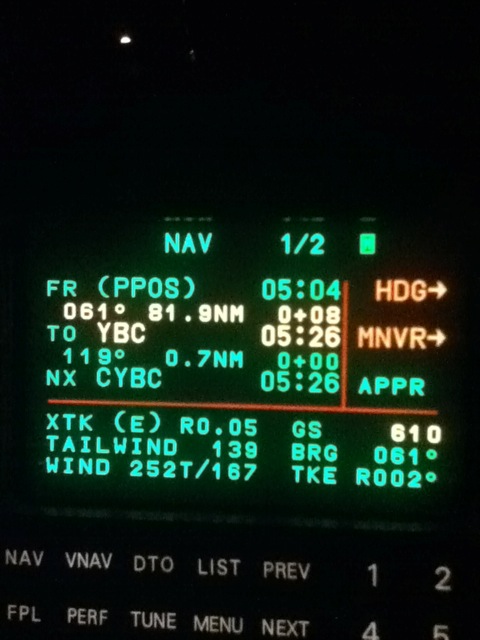 NAV 1/2
FR (PPOS) 05:04 HDG→
061° 81.9NM 0+08
TO YBC 05:26 MNVR→
119° 0.7NM 0+00
NX CYBC 05:26 APPR
XTK (E) R0.05 GS 610
TAILWIND 139 BRG 061°
WIND 252T/167 TKE R002°
NAV VNAV DTO LIST PREV 1 2
FPL PERF TUNE MENU NEXT 4 5